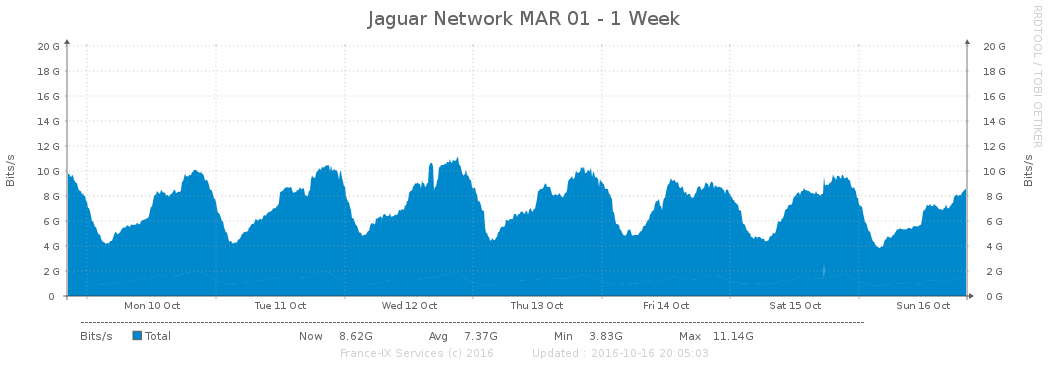 Jaguar Network MAR 01 - 1 Week
RRDTOOL / TOBI OETIKER
Bits/s
Bits/s
20 G 20 G
18 G 18 G
16 G 16 G
14 G 14 G
12 G 12 G
10 G 10 G
8 G 8 G
6 G 6 G
4 G 4 G
2 G 2 G
0 0 G
Mon 10 Oct Tue 11 Oct Wed 12 Oct Thu 13 Oct Fri 14 Oct Sat 15 Oct Sun 16 Oct
Bits/s Total Now 8.62G Avg 7.37G Min 3.83G Max 11.14G
France-IX Services (c) 2016 Updated : 2016-10-16 20:05:03